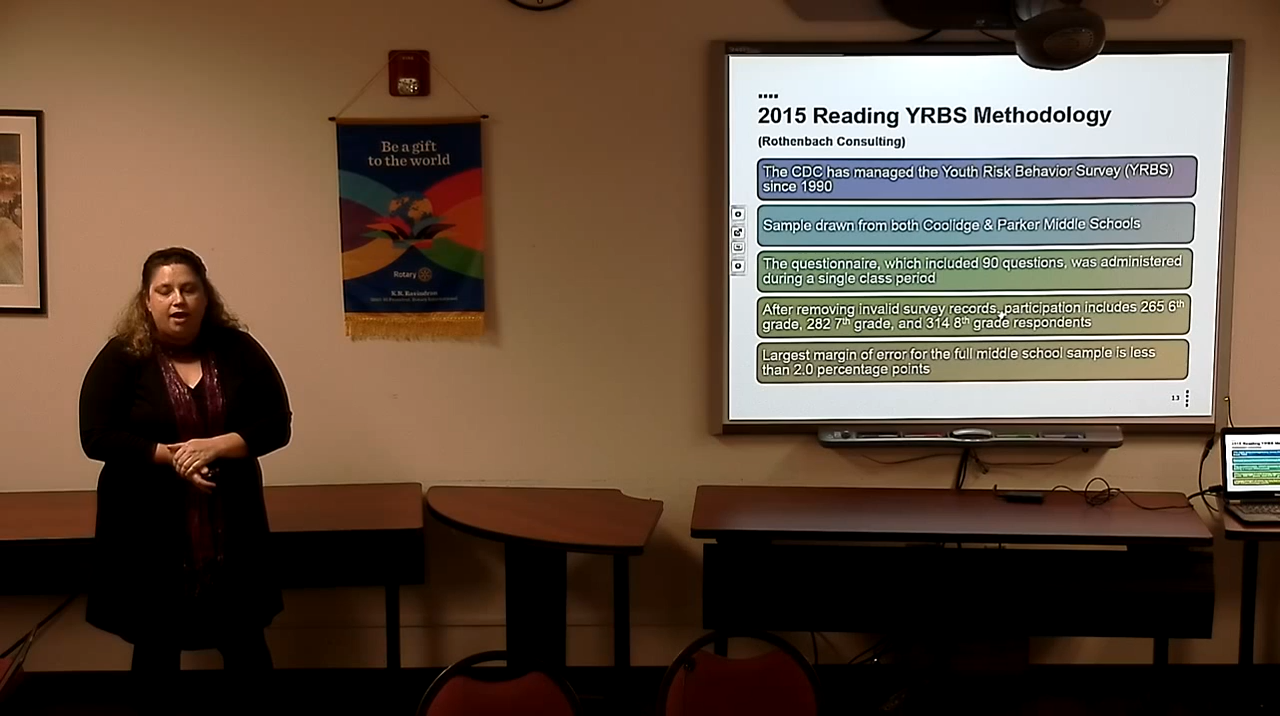 Be a gift
to the world
Rotary
K.R. Ravindran
2015 Reading YRBS Methodology
(Rothenbach Consulting)
The CDC has managed the Youth Risk Behavior Survey (YRBS)
since 1990
Sample drawn from both Coolidge & Parker Middle Schools
The questionnaire, which included 90 questions, was administered
during a single class period
After removing invalid survey records, participation includes 265 6th
grade, 282 7th grade, and 314 8th grade respondents
Largest margin of error for the full middle school sample is less
than 2.0 percentage points
13
2015 Reading YRBS M